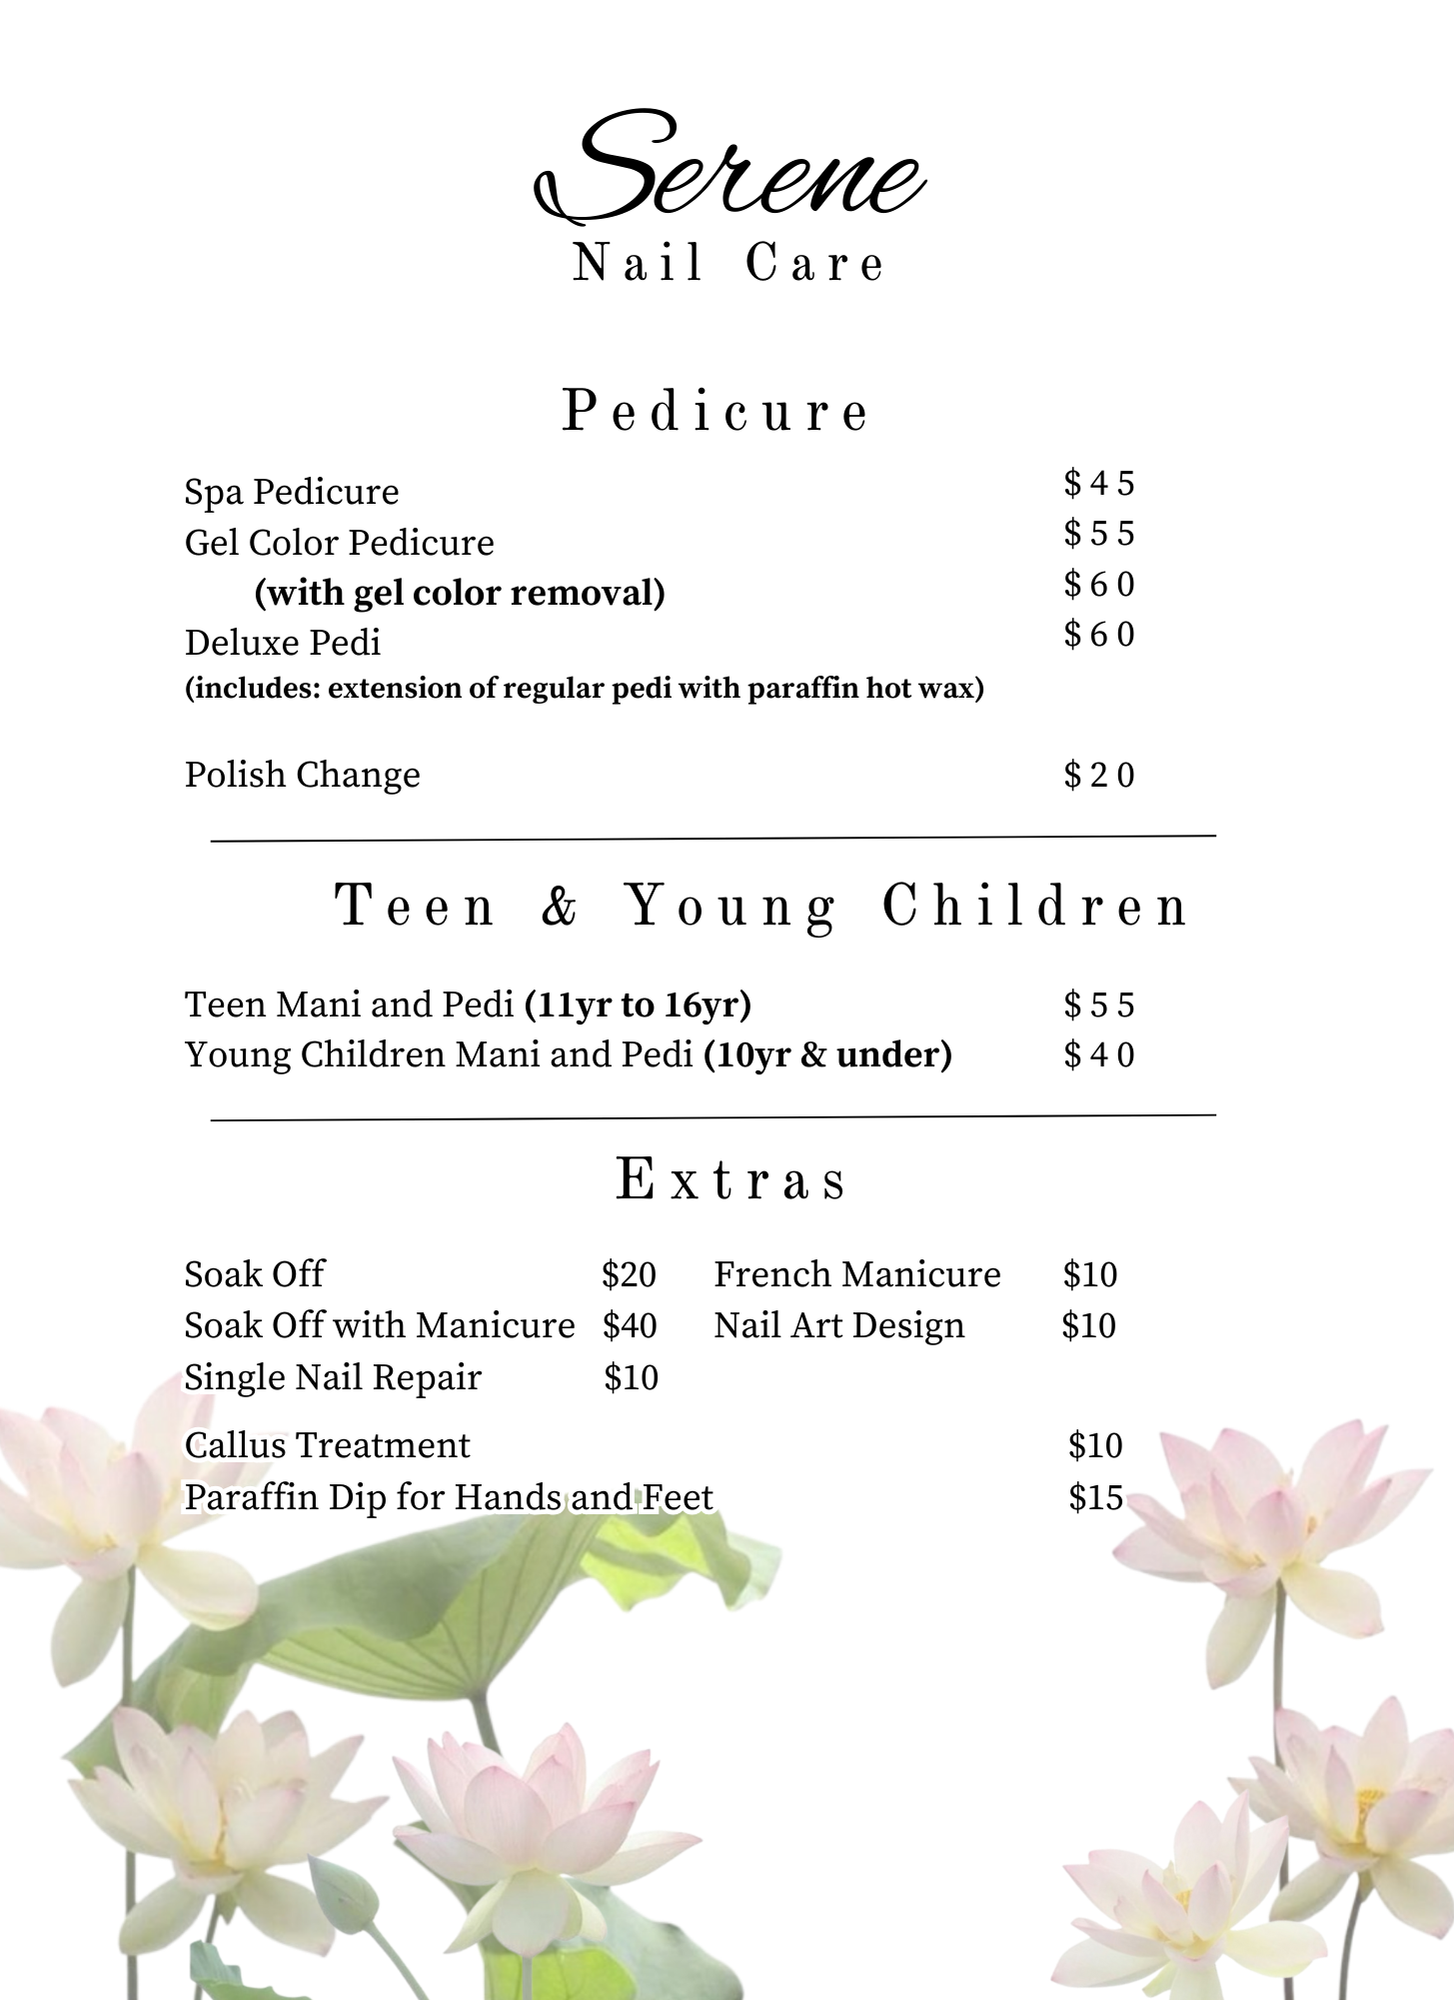 Serene
Nail Care
Pedicure
Spa Pedicure $45
Gel Color Pedicure $55
(with gel color removal) $60
Deluxe Pedi $60
(includes: extension of regular pedi with paraffin hot wax)
Polish Change $20
Teen & Young Children
Teen Mani and Pedi (11yr to 16yr) $55
Young Children Mani and Pedi (10yr & under) $40
Extras
Soak Off $20 French Manicure $10
Soak Off with Manicure $40 Nail Art Design $10
Single Nail Repair $10
Callus Treatment $10
Paraffin Dip for Hands and Feet $15